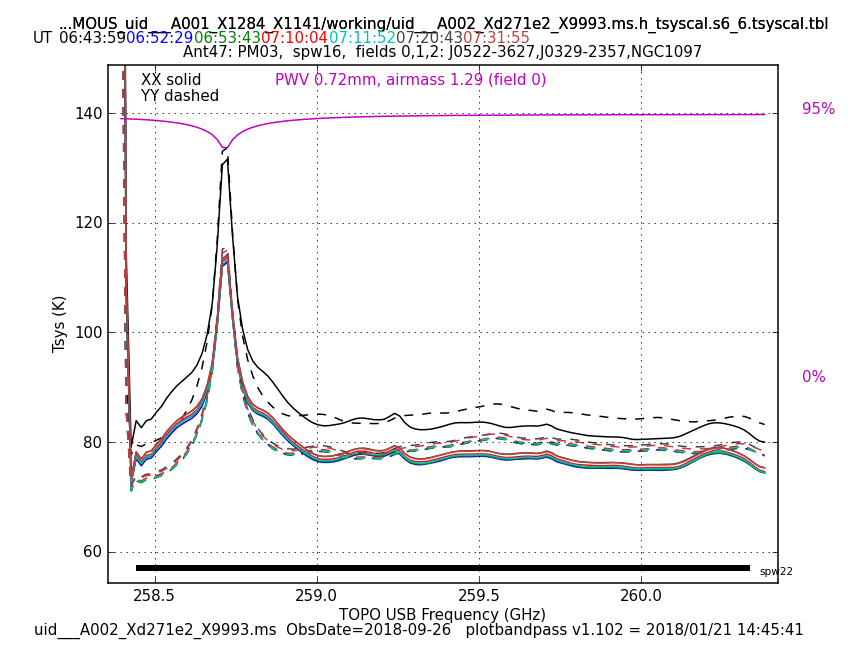 ...MOUS_uid___A001_X1284_X1141/working/uid___A002_Xd271e2_X9993.ms.h_tsyscal.s6_6.tsyscal.tbl
UT 06:43:59 06:52:29 06:53:43 07:10:04 07:11:52 07:20:43 07:31:55
Ant47: PM03,  spw16,  fields 0,1,2: J0522-3627,J0329-2357,NGC1097
XX solid
PWV 0.72mm, airmass 1.29 (field 0)
YY dashed
95%
140
120
Tsys (K)
100
0%
80
60
spw22
258.5 259.0 259.5 260.0
TOPO USB Frequency (GHz)
uid___A002_Xd271e2_X9993.ms  ObsDate=2018-09-26   plotbandpass v1.102 = 2018/01/21 14:45:41